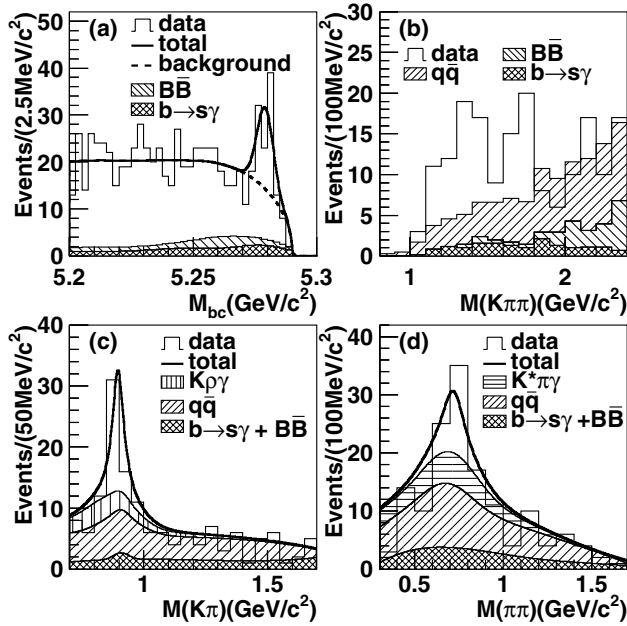 (a)
data
total
background
BB̅
b→sγ
Events/(2.5MeV/c²)
50
40
30
20
10
0
5.2
5.25
5.3
M_bc(GeV/c²)
(b)
data
BB̅
qq̅
b→sγ
Events/(100MeV/c²)
30
25
20
15
10
5
0
1
2
M(Kππ)(GeV/c²)
(c)
data
total
Kργ
qq̅
b→sγ + BB̅
Events/(50MeV/c²)
40
30
20
10
0
1
1.5
M(Kπ)(GeV/c²)
(d)
data
total
K*πγ
qq̅
b→sγ +BB̅
Events/(100MeV/c²)
40
30
20
10
0
0.5
1
1.5
M(ππ)(GeV/c²)